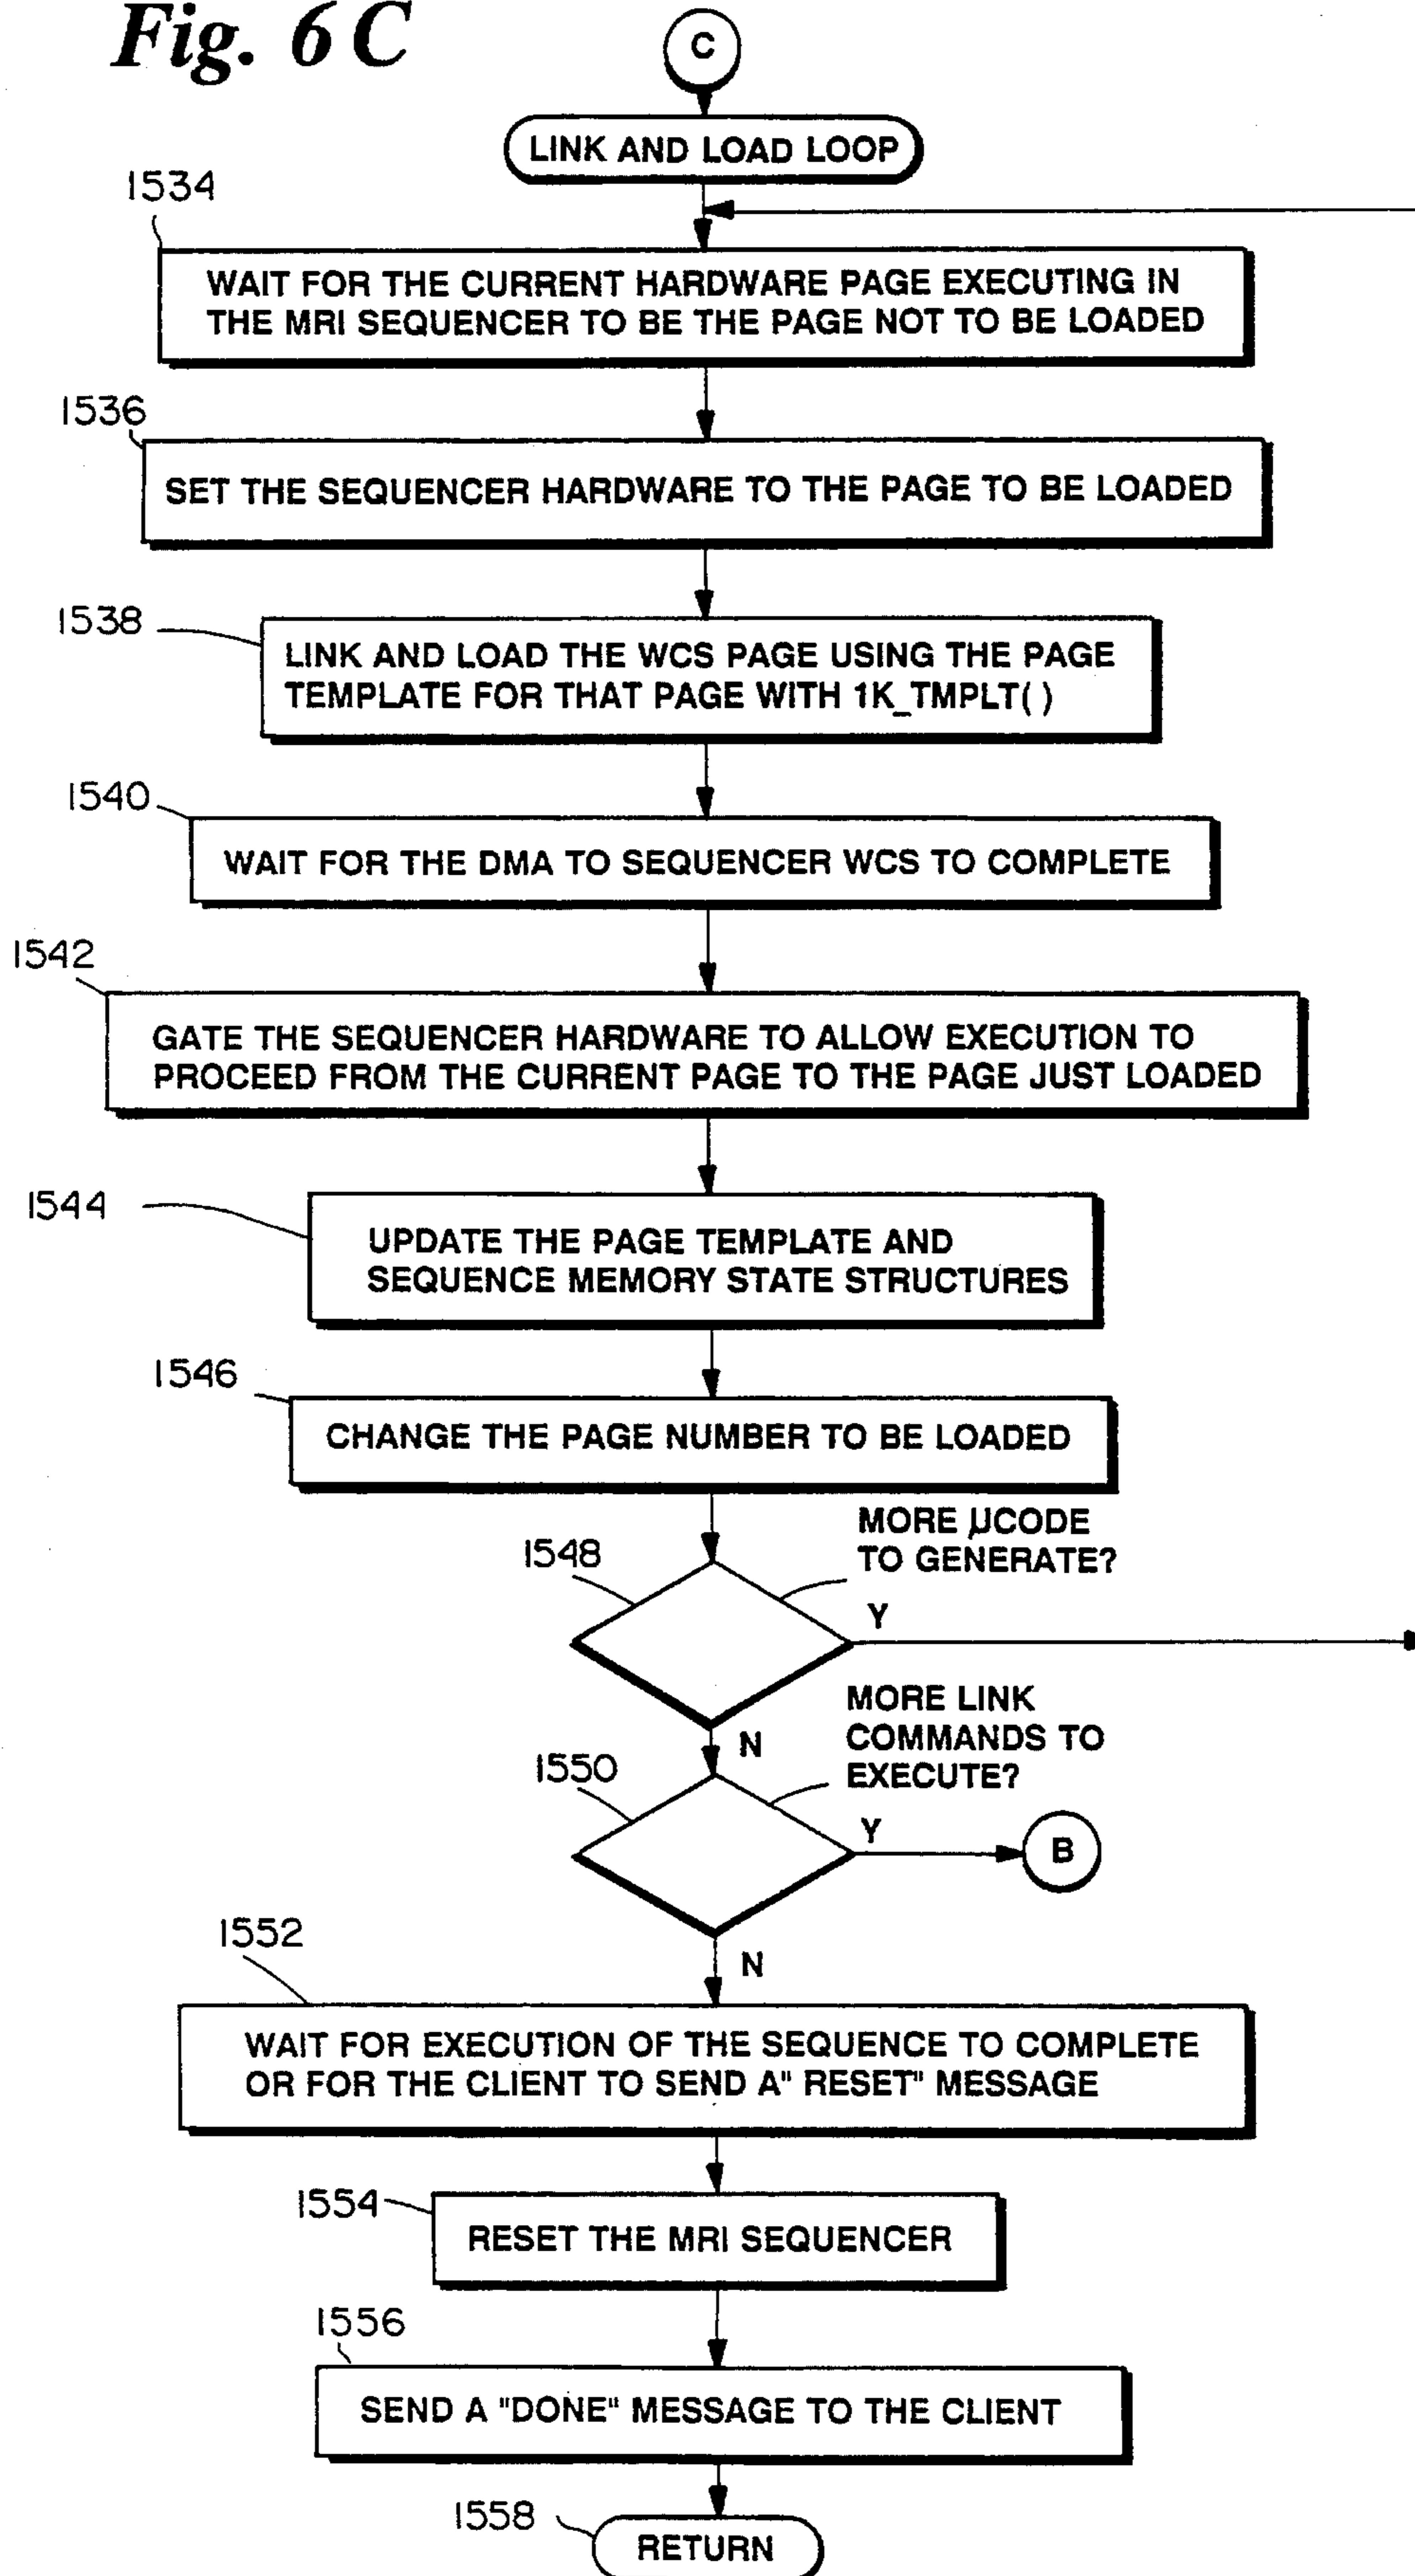 Fig. 6 C
C
LINK AND LOAD LOOP
1534
WAIT FOR THE CURRENT HARDWARE PAGE EXECUTING IN
THE MRI SEQUENCER TO BE THE PAGE NOT TO BE LOADED
1536
SET THE SEQUENCER HARDWARE TO THE PAGE TO BE LOADED
1538
LINK AND LOAD THE WCS PAGE USING THE PAGE
TEMPLATE FOR THAT PAGE WITH 1K_TMPLT( )
1540
WAIT FOR THE DMA TO SEQUENCER WCS TO COMPLETE
1542
GATE THE SEQUENCER HARDWARE TO ALLOW EXECUTION TO
PROCEED FROM THE CURRENT PAGE TO THE PAGE JUST LOADED
1544
UPDATE THE PAGE TEMPLATE AND
SEQUENCE MEMORY STATE STRUCTURES
1546
CHANGE THE PAGE NUMBER TO BE LOADED
MORE µCODE
TO GENERATE?
1548
Y
N
MORE LINK
COMMANDS TO
EXECUTE?
1550
Y
B
N
1552
WAIT FOR EXECUTION OF THE SEQUENCE TO COMPLETE
OR FOR THE CLIENT TO SEND A" RESET" MESSAGE
1554
RESET THE MRI SEQUENCER
1556
SEND A "DONE" MESSAGE TO THE CLIENT
1558
RETURN